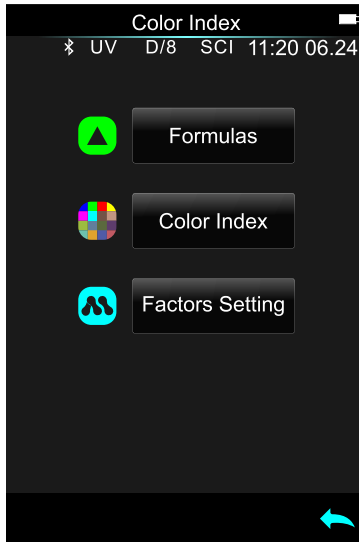 Color Index
UV D/8 SCI 11:20 06.24
Formulas
Color Index
Factors Setting